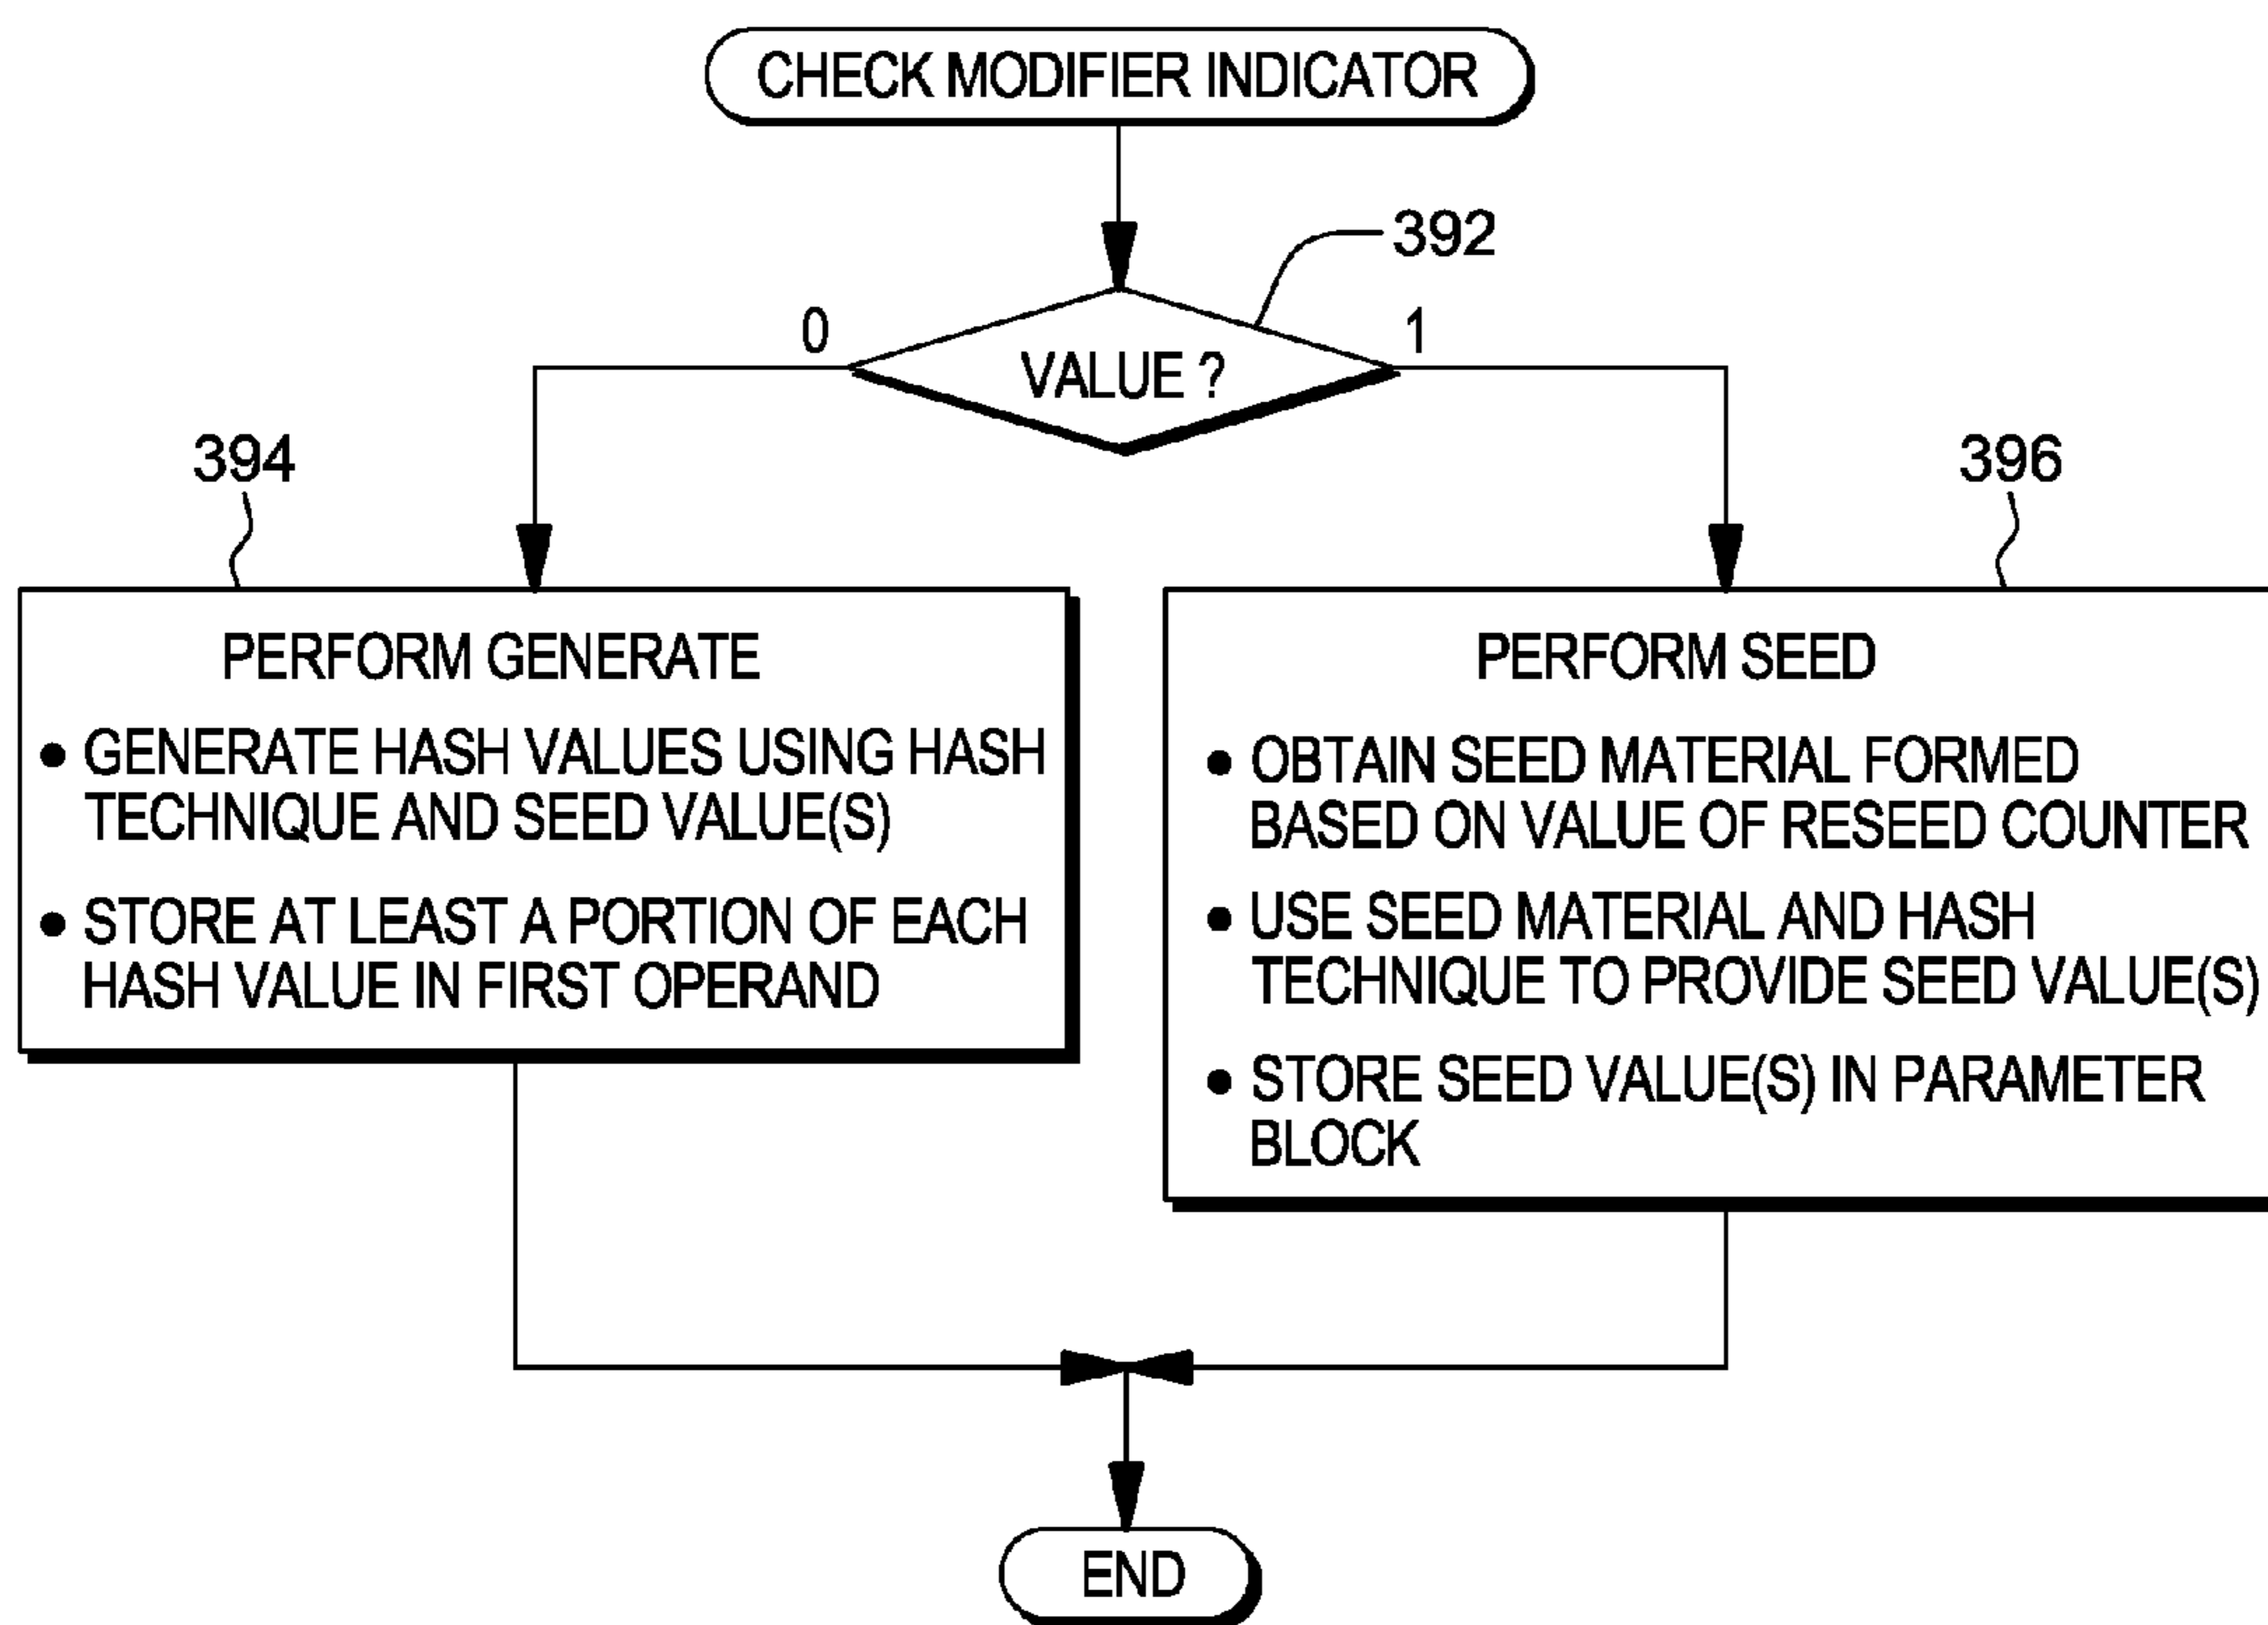 CHECK MODIFIER INDICATOR
392
0
1
VALUE ?
394
396
PERFORM GENERATE
● GENERATE HASH VALUES USING HASH
TECHNIQUE AND SEED VALUE(S)
● STORE AT LEAST A PORTION OF EACH
HASH VALUE IN FIRST OPERAND
PERFORM SEED
● OBTAIN SEED MATERIAL FORMED
BASED ON VALUE OF RESEED COUNTER
● USE SEED MATERIAL AND HASH
TECHNIQUE TO PROVIDE SEED VALUE(S)
● STORE SEED VALUE(S) IN PARAMETER
BLOCK
END